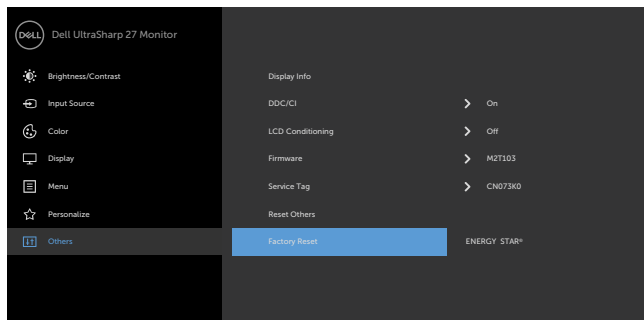 DELL Dell UltraSharp 27 Monitor
Brightness/Contrast Display Info
Input Source DDC/CI On
Color LCD Conditioning Off
Display Firmware M2T103
Menu Service Tag CN073K0
Personalize Reset Others
Others Factory Reset ENERGY STAR®